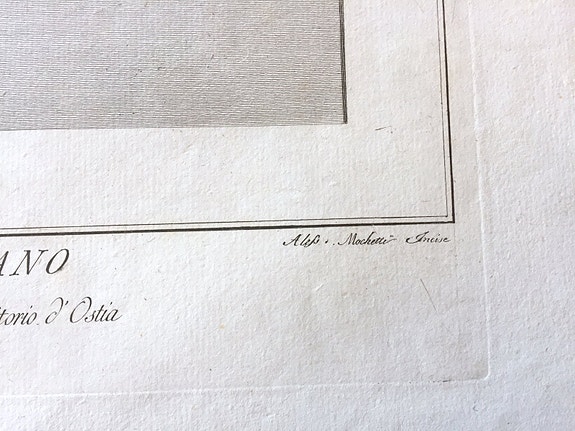 ANO
Aless. Mochetti Incise
torio d'Ostia